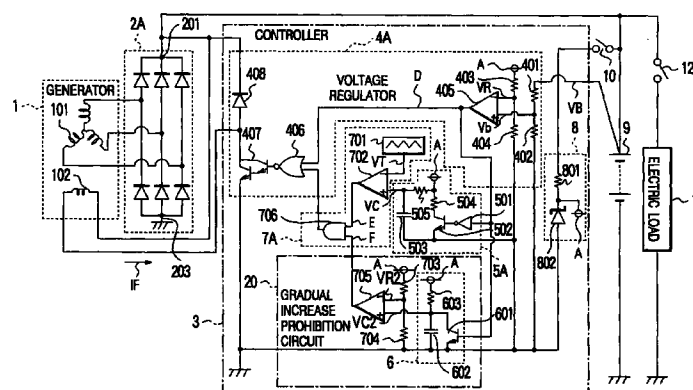 CONTROLLER
2A
201
4A
A
401
403
VR
10
12
GENERATOR
408
VOLTAGE
REGULATOR
D
405
Vb
VB
1
101
407
406
701
404
402
8
9
702
VT
A
801
102
VC
504
501
706
E
505
502
7A
F
503
802
A
ELECTRIC LOAD
203
IF
20
A
703
A
5A
705
VR2
603
601
GRADUAL
INCREASE
PROHIBITION
CIRCUIT
VC2
3
704
6
602